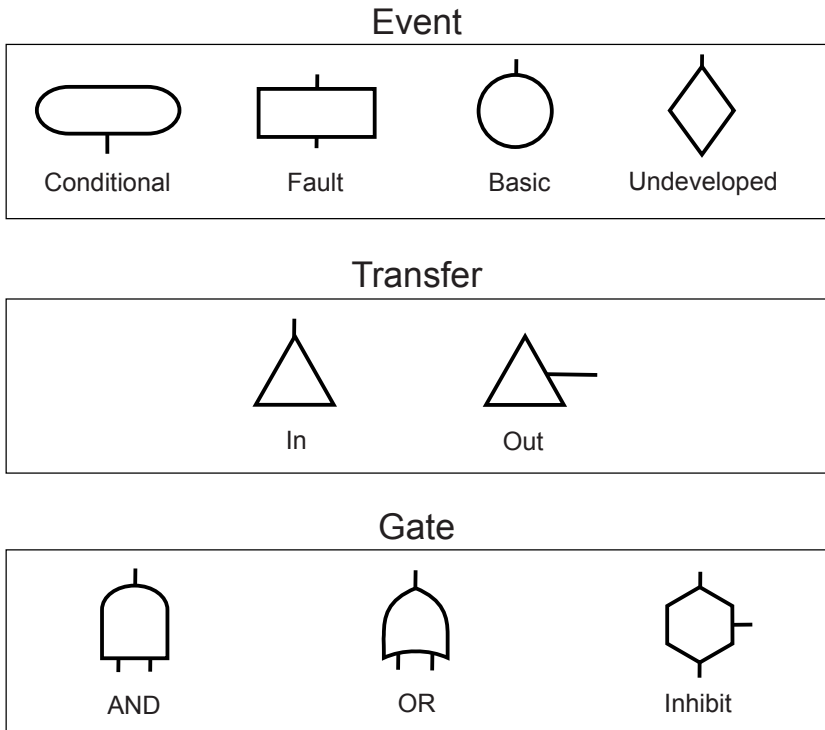 Event
Conditional Fault Basic Undeveloped
Transfer
In Out
Gate
AND OR Inhibit